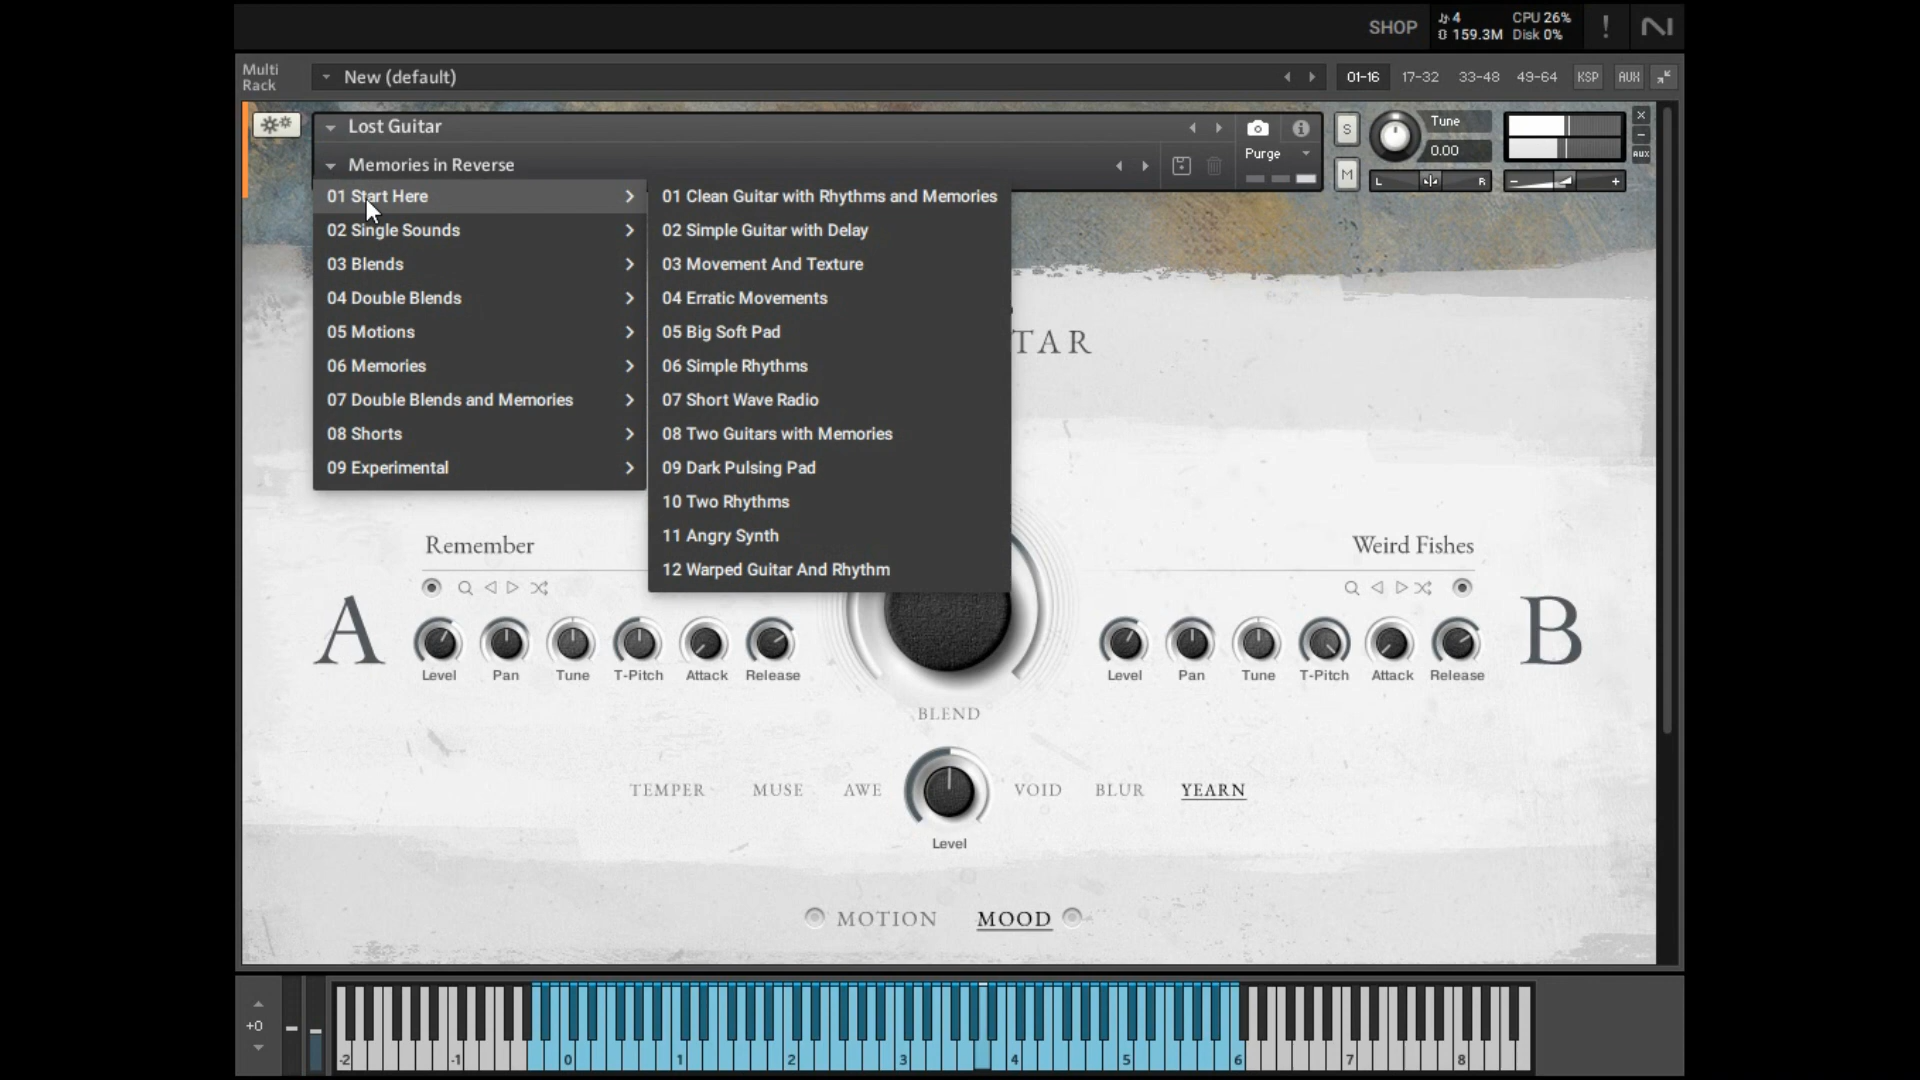 SHOP
4
159.3M
CPU 26%
Disk 0%
!
Multi
Rack
New (default)
01-16
17-32
33-48
49-64
KSP
AUX
Lost Guitar
Memories in Reverse
Purge
S
M
Tune
0.00
L
R
-
+
AUX
01 Start Here
02 Single Sounds
03 Blends
04 Double Blends
05 Motions
06 Memories
07 Double Blends and Memories
08 Shorts
09 Experimental
01 Clean Guitar with Rhythms and Memories
02 Simple Guitar with Delay
03 Movement And Texture
04 Erratic Movements
05 Big Soft Pad
06 Simple Rhythms
07 Short Wave Radio
08 Two Guitars with Memories
09 Dark Pulsing Pad
10 Two Rhythms
11 Angry Synth
12 Warped Guitar And Rhythm
TAR
Remember
Weird Fishes
A
Level
Pan
Tune
T-Pitch
Attack
Release
BLEND
Level
Pan
Tune
T-Pitch
Attack
Release
B
TEMPER
MUSE
AWE
Level
VOID
BLUR
YEARN
MOTION
MOOD
+0
-2
-1
0
1
2
3
4
5
6
7
8